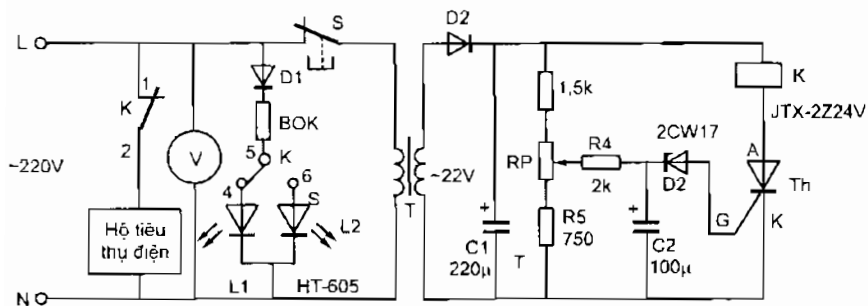 L
S
D2
1
K
2
D1
BOK
5
K
4
6
S
V
~220V
Hộ tiêu
thụ điện
L2
L1
HT-605
N
T
~22V
+
C1
220µ
T
1,5k
RP
R4
2k
R5
750
2CW17
D2
+
C2
100µ
K
JTX-2Z24V
A
Th
G
K